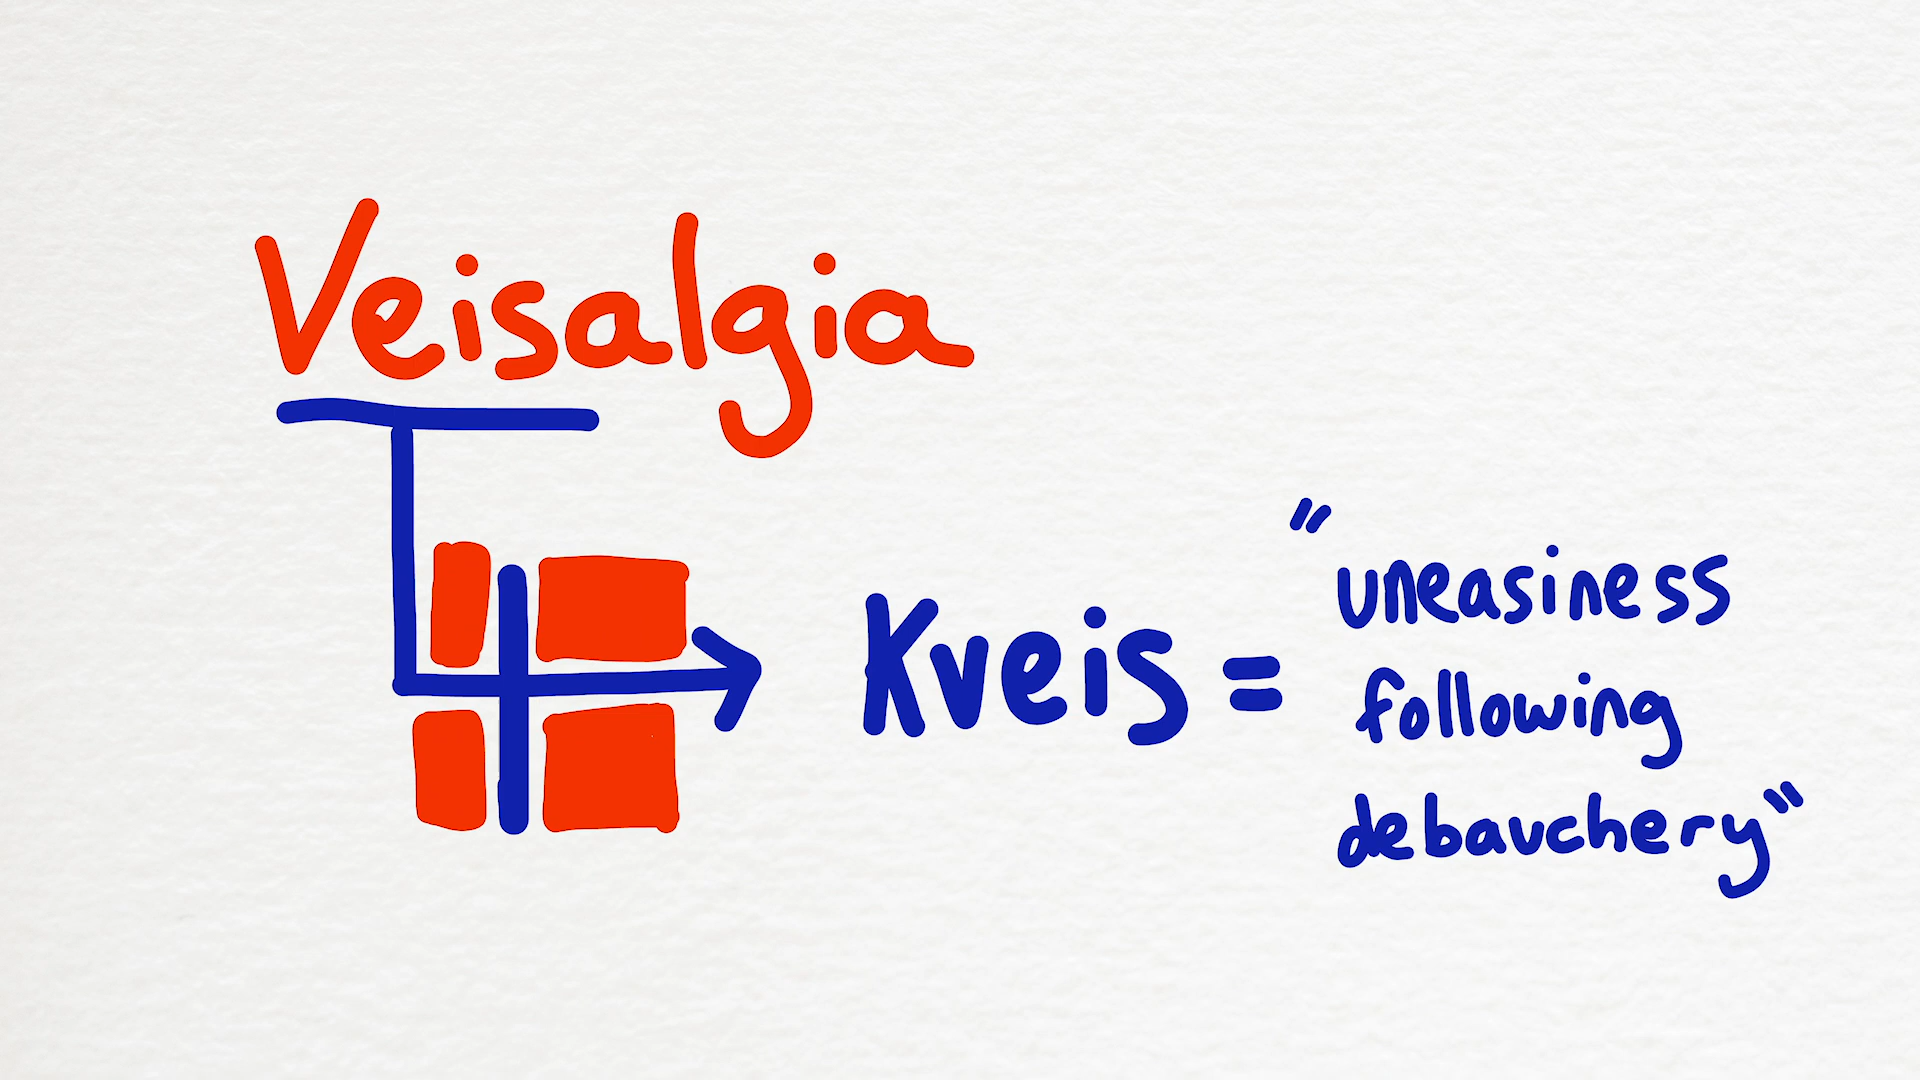 Veisalgia
Kveis =
"uneasiness
following
debauchery"